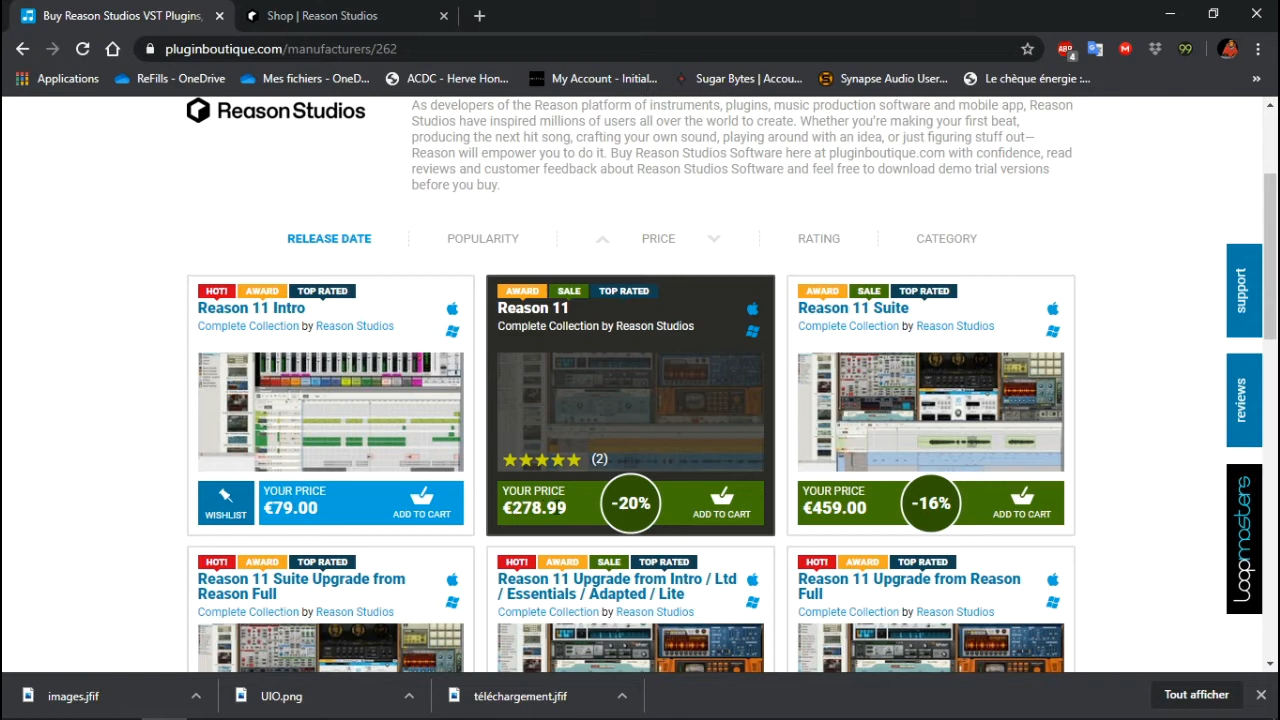 Buy Reason Studios VST Plugins,
Shop | Reason Studios
pluginboutique.com/manufacturers/262
4
99
Applications
ReFills - OneDrive
Mes fichiers - OneD...
ACDC - Herve Hon...
My Account - Initial...
Sugar Bytes | Accou...
Synapse Audio User...
Le chèque énergie :...
»
Reason Studios
As developers of the Reason platform of instruments, plugins, music production software and mobile app, Reason
Studios have inspired millions of users all over the world to create. Whether you're making your first beat,
producing the next hit song, crafting your own sound, playing around with an idea, or just figuring stuff out—
Reason will empower you to do it. Buy Reason Studios Software here at pluginboutique.com with confidence, read
reviews and customer feedback about Reason Studios Software and feel free to download demo trial versions
before you buy.
RELEASE DATE
POPULARITY
PRICE
RATING
CATEGORY
HOT! AWARD TOP RATED
Reason 11 Intro
Complete Collection by Reason Studios
WISHLIST
YOUR PRICE
€79.00
ADD TO CART
AWARD SALE TOP RATED
Reason 11
Complete Collection by Reason Studios
(2)
YOUR PRICE
€278.99
-20%
ADD TO CART
AWARD SALE TOP RATED
Reason 11 Suite
Complete Collection by Reason Studios
YOUR PRICE
€459.00
-16%
ADD TO CART
support
reviews
loopmasters
HOT! AWARD TOP RATED
Reason 11 Suite Upgrade from
Reason Full
Complete Collection by Reason Studios
HOT! AWARD SALE TOP RATED
Reason 11 Upgrade from Intro / Ltd
/ Essentials / Adapted / Lite
Complete Collection by Reason Studios
HOT! AWARD TOP RATED
Reason 11 Upgrade from Reason
Full
Complete Collection by Reason Studios
images.jfif
UIO.png
téléchargement.jfif
Tout afficher